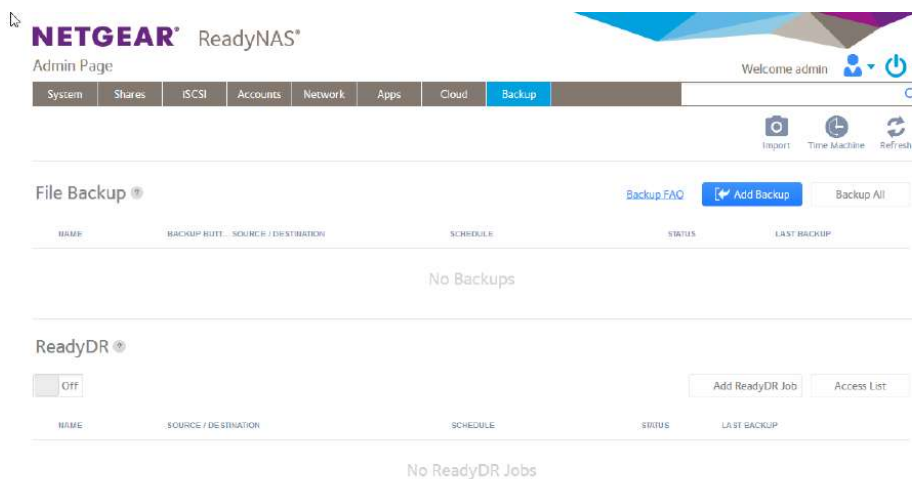 NETGEAR® ReadyNAS®
Admin Page
Welcome admin
System Shares iSCSI Accounts Network Apps Cloud Backup
Import Time Machine Refresh
File Backup ?
Backup FAQ Add Backup Backup All
NAME BACKUP BUTT... SOURCE / DESTINATION SCHEDULE STATUS LAST BACKUP
No Backups
ReadyDR ?
Off Add ReadyDR Job Access List
NAME SOURCE / DESTINATION SCHEDULE STATUS LAST BACKUP
No ReadyDR Jobs